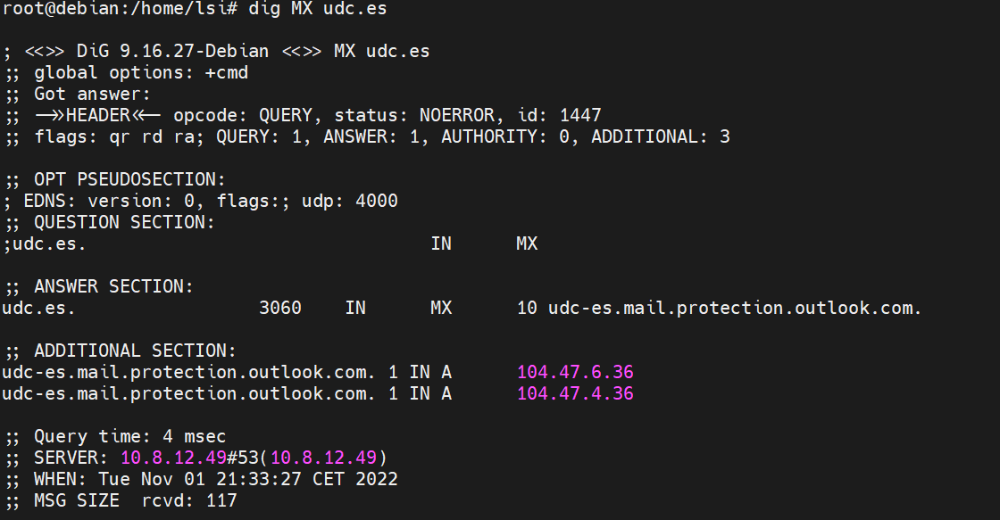 root@debian:/home/lsi# dig MX udc.es
; <<>> DiG 9.16.27-Debian <<>> MX udc.es
;; global options: +cmd
;; Got answer:
;; ->>HEADER<<- opcode: QUERY, status: NOERROR, id: 1447
;; flags: qr rd ra; QUERY: 1, ANSWER: 1, AUTHORITY: 0, ADDITIONAL: 3
;; OPT PSEUDOSECTION:
; EDNS: version: 0, flags:; udp: 4000
;; QUESTION SECTION:
;udc.es. IN MX
;; ANSWER SECTION:
udc.es. 3060 IN MX 10 udc-es.mail.protection.outlook.com.
;; ADDITIONAL SECTION:
udc-es.mail.protection.outlook.com. 1 IN A 104.47.6.36
udc-es.mail.protection.outlook.com. 1 IN A 104.47.4.36
;; Query time: 4 msec
;; SERVER: 10.8.12.49#53(10.8.12.49)
;; WHEN: Tue Nov 01 21:33:27 CET 2022
;; MSG SIZE rcvd: 117